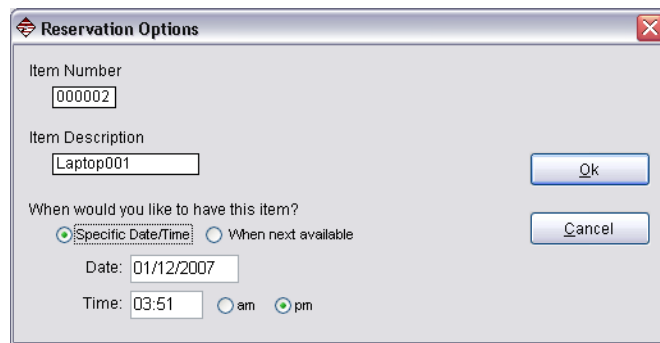 Reservation Options
Item Number
000002
Item Description
Laptop001
Ok
When would you like to have this item?
Specific Date/Time When next available
Cancel
Date: 01/12/2007
Time: 03:51 am pm